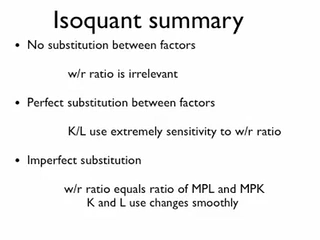 Isoquant summary
• No substitution between factors
w/r ratio is irrelevant
• Perfect substitution between factors
K/L use extremely sensitivity to w/r ratio
• Imperfect substitution
w/r ratio equals ratio of MPL and MPK
K and L use changes smoothly